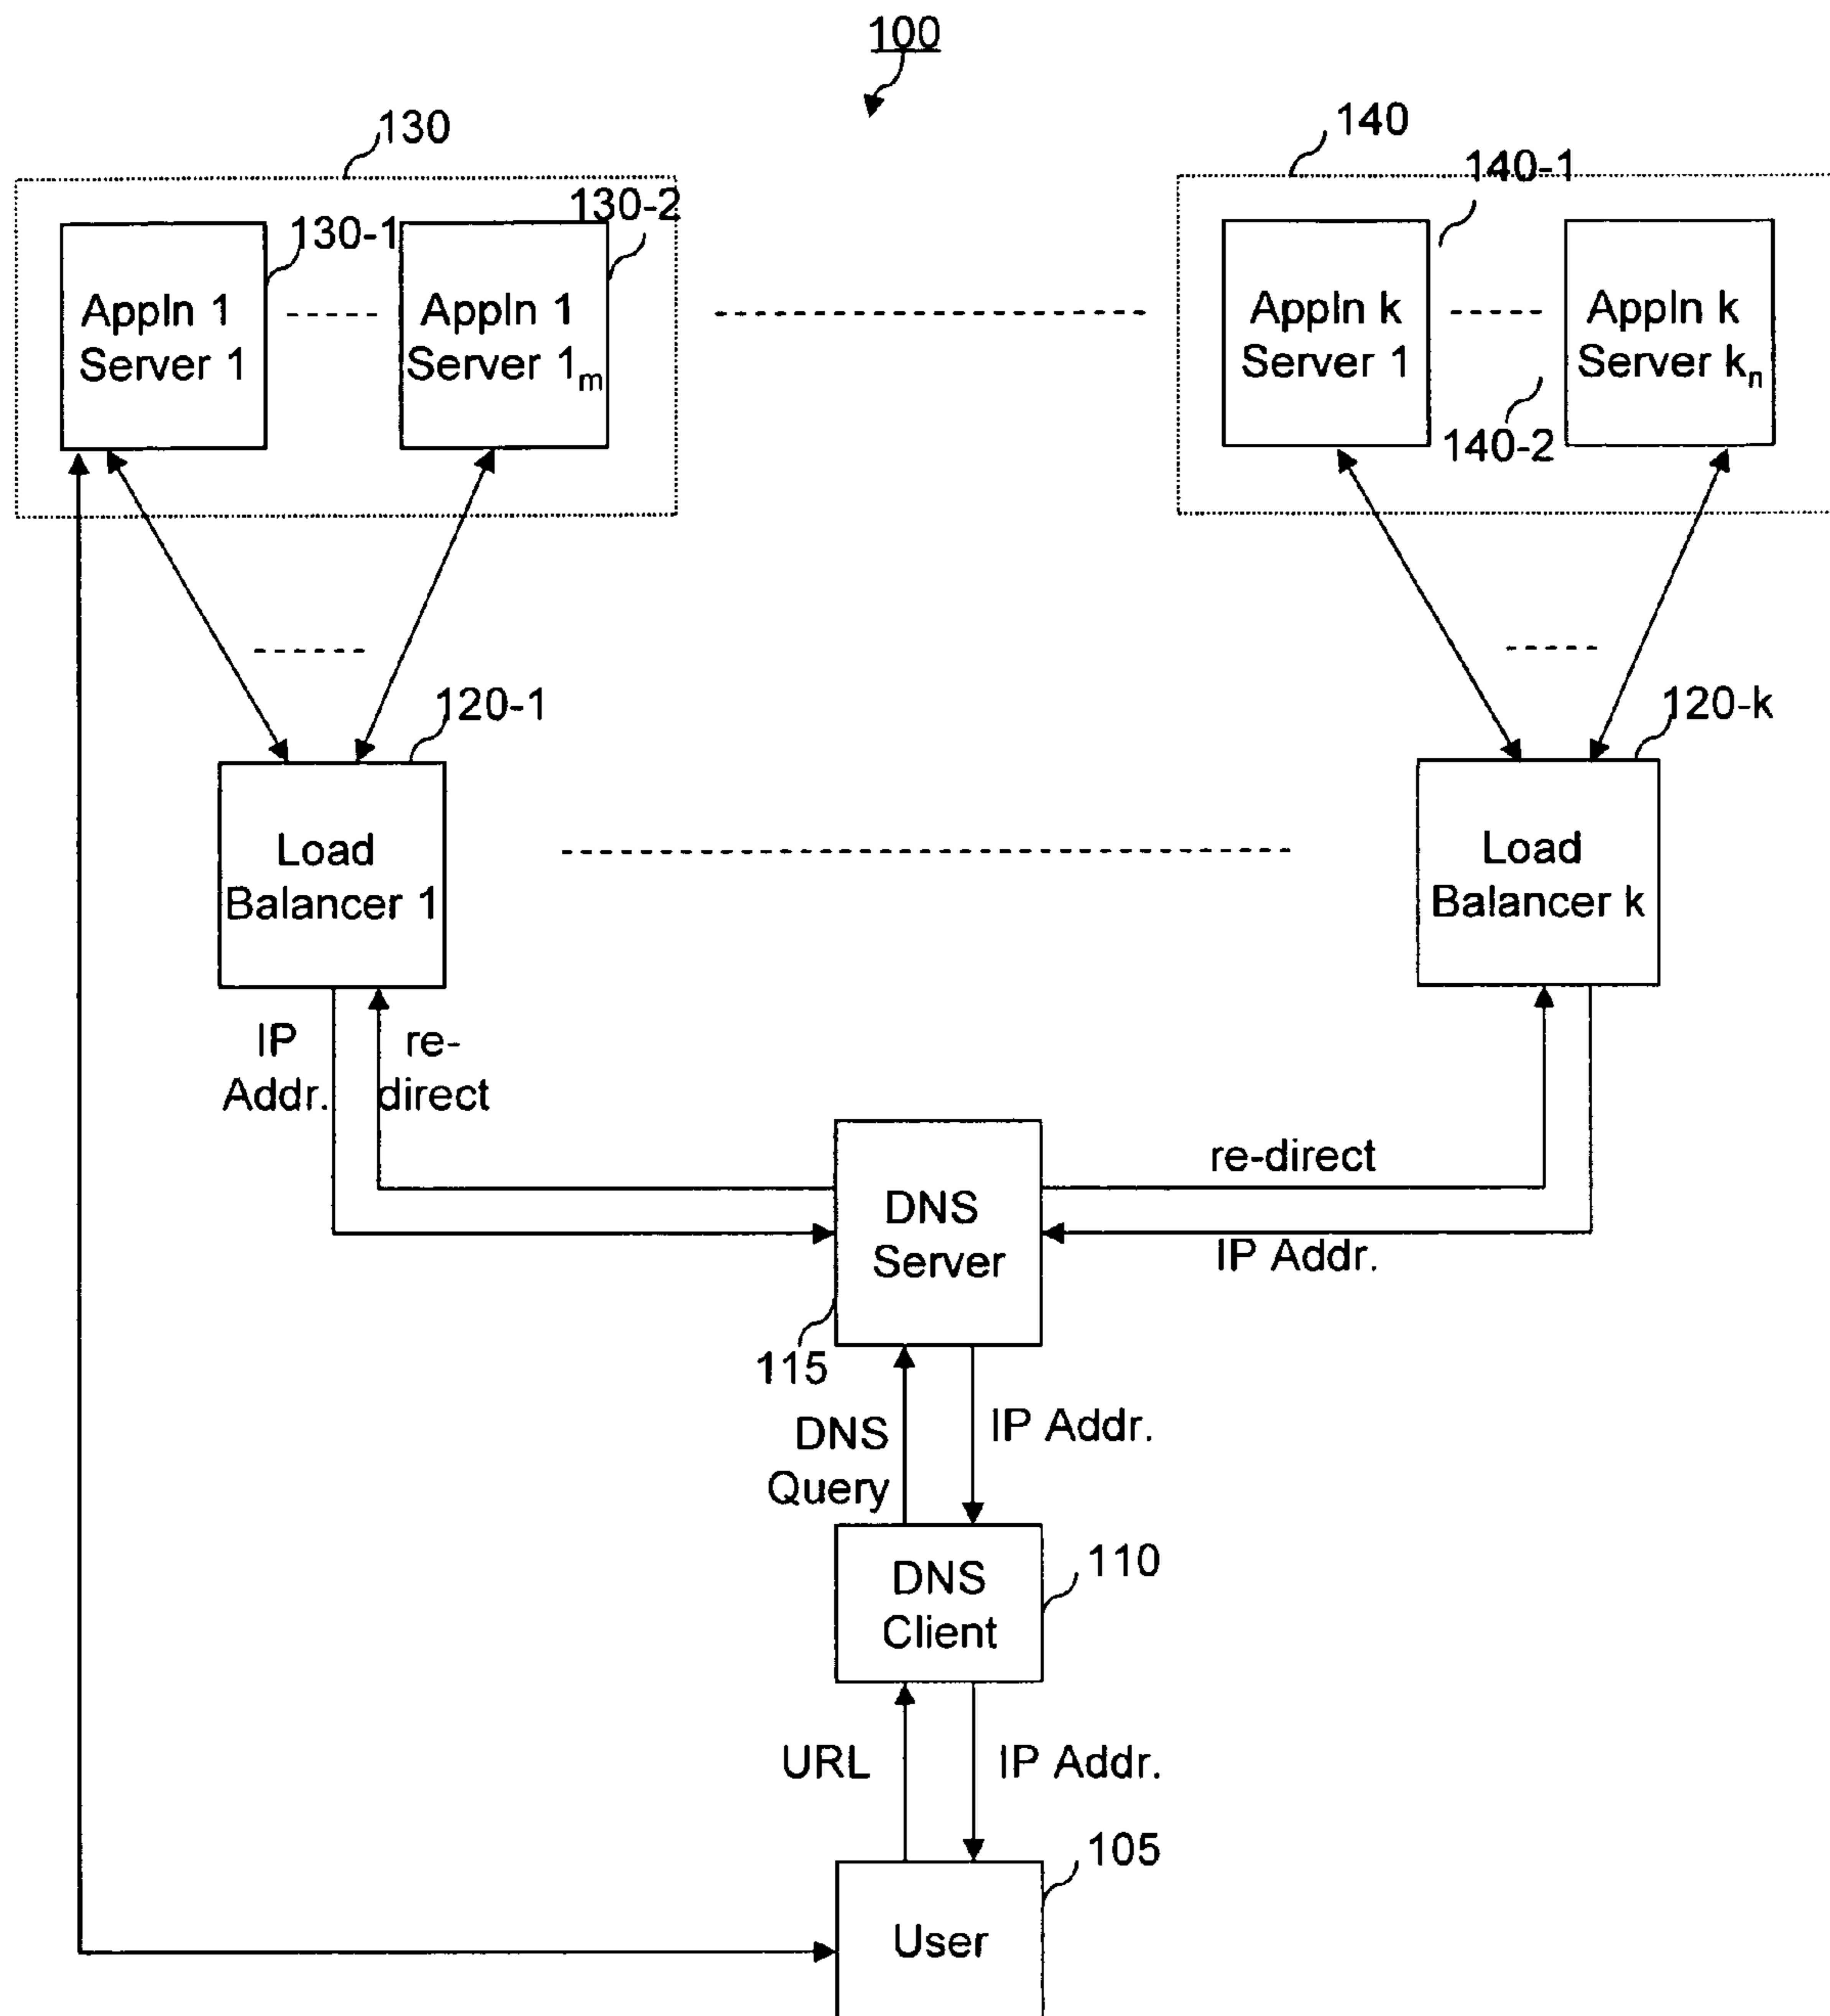 100
130
140
140-1
130-2
130-1
Appln 1
Server 1
Appln 1
Server 1m
Appln k
Server 1
Appln k
Server kn
140-2
120-1
120-k
Load
Balancer 1
Load
Balancer k
IP
Addr.
re-
direct
re-direct
DNS
Server
IP Addr.
115
DNS
Query
IP Addr.
DNS
Client
110
URL
IP Addr.
105
User